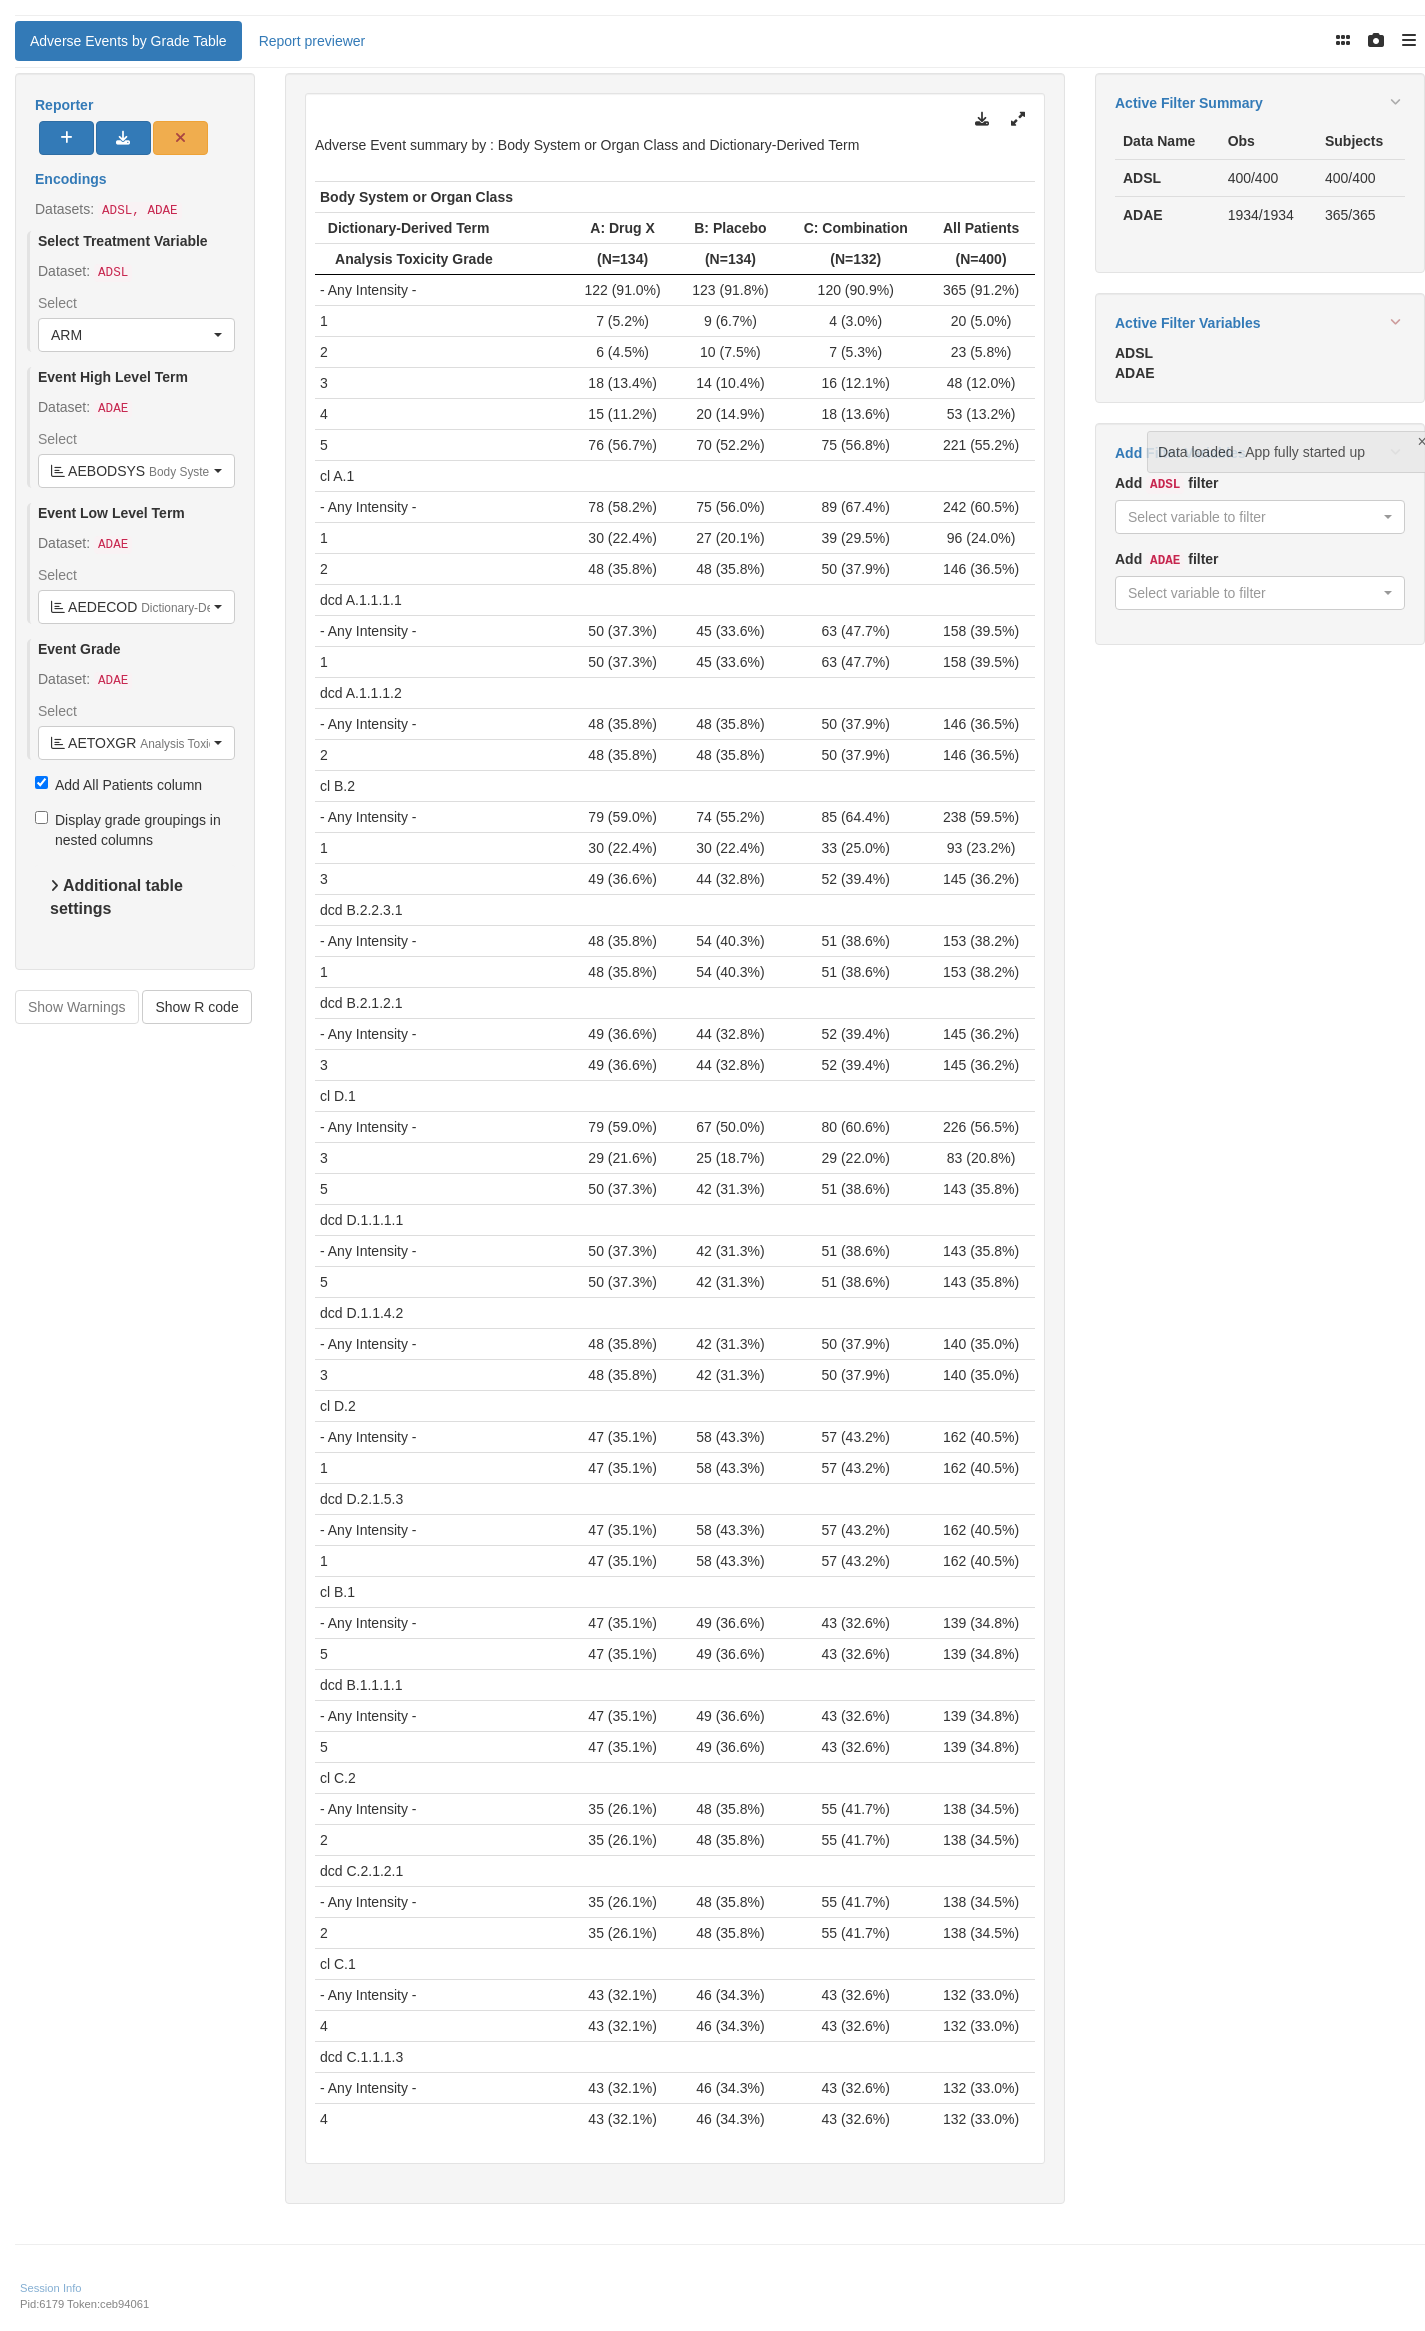 Adverse Events by Grade Table
Report previewer
Reporter
Encodings
Datasets: ADSL, ADAE
Select Treatment Variable
Dataset: ADSL
Select
ARM
Event High Level Term
Dataset: ADAE
Select
AEBODSYS Body Syste
Event Low Level Term
Dataset: ADAE
Select
AEDECOD Dictionary-De
Event Grade
Dataset: ADAE
Select
AETOXGR Analysis Toxi
Add All Patients column
Display grade groupings in
nested columns
Additional table
settings
Show Warnings Show R code
Adverse Event summary by : Body System or Organ Class and Dictionary-Derived Term
Body System or Organ Class
Dictionary-Derived Term A: Drug X B: Placebo C: Combination All Patients
Analysis Toxicity Grade (N=134) (N=134) (N=132) (N=400)
- Any Intensity - 122 (91.0%) 123 (91.8%) 120 (90.9%) 365 (91.2%)
1 7 (5.2%) 9 (6.7%) 4 (3.0%) 20 (5.0%)
2 6 (4.5%) 10 (7.5%) 7 (5.3%) 23 (5.8%)
3 18 (13.4%) 14 (10.4%) 16 (12.1%) 48 (12.0%)
4 15 (11.2%) 20 (14.9%) 18 (13.6%) 53 (13.2%)
5 76 (56.7%) 70 (52.2%) 75 (56.8%) 221 (55.2%)
cl A.1
- Any Intensity - 78 (58.2%) 75 (56.0%) 89 (67.4%) 242 (60.5%)
1 30 (22.4%) 27 (20.1%) 39 (29.5%) 96 (24.0%)
2 48 (35.8%) 48 (35.8%) 50 (37.9%) 146 (36.5%)
dcd A.1.1.1.1
- Any Intensity - 50 (37.3%) 45 (33.6%) 63 (47.7%) 158 (39.5%)
1 50 (37.3%) 45 (33.6%) 63 (47.7%) 158 (39.5%)
dcd A.1.1.1.2
- Any Intensity - 48 (35.8%) 48 (35.8%) 50 (37.9%) 146 (36.5%)
2 48 (35.8%) 48 (35.8%) 50 (37.9%) 146 (36.5%)
cl B.2
- Any Intensity - 79 (59.0%) 74 (55.2%) 85 (64.4%) 238 (59.5%)
1 30 (22.4%) 30 (22.4%) 33 (25.0%) 93 (23.2%)
3 49 (36.6%) 44 (32.8%) 52 (39.4%) 145 (36.2%)
dcd B.2.2.3.1
- Any Intensity - 48 (35.8%) 54 (40.3%) 51 (38.6%) 153 (38.2%)
1 48 (35.8%) 54 (40.3%) 51 (38.6%) 153 (38.2%)
dcd B.2.1.2.1
- Any Intensity - 49 (36.6%) 44 (32.8%) 52 (39.4%) 145 (36.2%)
3 49 (36.6%) 44 (32.8%) 52 (39.4%) 145 (36.2%)
cl D.1
- Any Intensity - 79 (59.0%) 67 (50.0%) 80 (60.6%) 226 (56.5%)
3 29 (21.6%) 25 (18.7%) 29 (22.0%) 83 (20.8%)
5 50 (37.3%) 42 (31.3%) 51 (38.6%) 143 (35.8%)
dcd D.1.1.1.1
- Any Intensity - 50 (37.3%) 42 (31.3%) 51 (38.6%) 143 (35.8%)
5 50 (37.3%) 42 (31.3%) 51 (38.6%) 143 (35.8%)
dcd D.1.1.4.2
- Any Intensity - 48 (35.8%) 42 (31.3%) 50 (37.9%) 140 (35.0%)
3 48 (35.8%) 42 (31.3%) 50 (37.9%) 140 (35.0%)
cl D.2
- Any Intensity - 47 (35.1%) 58 (43.3%) 57 (43.2%) 162 (40.5%)
1 47 (35.1%) 58 (43.3%) 57 (43.2%) 162 (40.5%)
dcd D.2.1.5.3
- Any Intensity - 47 (35.1%) 58 (43.3%) 57 (43.2%) 162 (40.5%)
1 47 (35.1%) 58 (43.3%) 57 (43.2%) 162 (40.5%)
cl B.1
- Any Intensity - 47 (35.1%) 49 (36.6%) 43 (32.6%) 139 (34.8%)
5 47 (35.1%) 49 (36.6%) 43 (32.6%) 139 (34.8%)
dcd B.1.1.1.1
- Any Intensity - 47 (35.1%) 49 (36.6%) 43 (32.6%) 139 (34.8%)
5 47 (35.1%) 49 (36.6%) 43 (32.6%) 139 (34.8%)
cl C.2
- Any Intensity - 35 (26.1%) 48 (35.8%) 55 (41.7%) 138 (34.5%)
2 35 (26.1%) 48 (35.8%) 55 (41.7%) 138 (34.5%)
dcd C.2.1.2.1
- Any Intensity - 35 (26.1%) 48 (35.8%) 55 (41.7%) 138 (34.5%)
2 35 (26.1%) 48 (35.8%) 55 (41.7%) 138 (34.5%)
cl C.1
- Any Intensity - 43 (32.1%) 46 (34.3%) 43 (32.6%) 132 (33.0%)
4 43 (32.1%) 46 (34.3%) 43 (32.6%) 132 (33.0%)
dcd C.1.1.1.3
- Any Intensity - 43 (32.1%) 46 (34.3%) 43 (32.6%) 132 (33.0%)
4 43 (32.1%) 46 (34.3%) 43 (32.6%) 132 (33.0%)
Active Filter Summary
Data Name Obs Subjects
ADSL 400/400 400/400
ADAE 1934/1934 365/365
Active Filter Variables
ADSL
ADAE
Add
Data loaded - App fully started up
Add ADSL filter
Select variable to filter
Add ADAE filter
Select variable to filter
Session Info
Pid:6179 Token:ceb94061